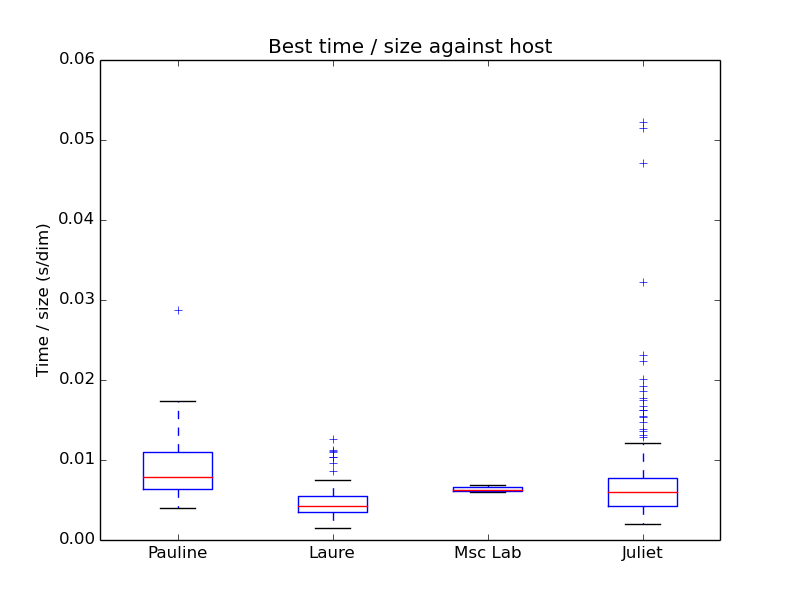 Best time / size against host
0.06
0.05
0.04
0.03
0.02
0.01
0.00
Time / size (s/dim)
Pauline Laure Msc Lab Juliet